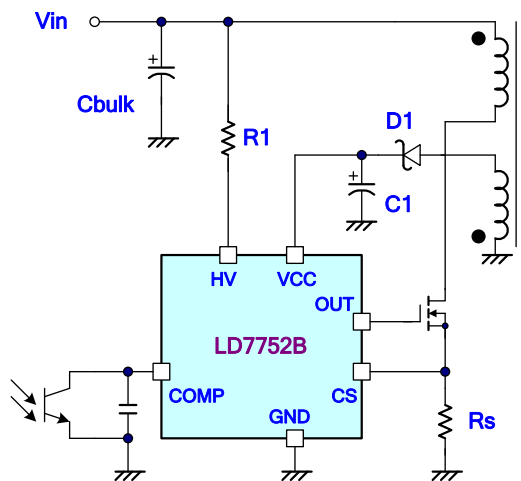 Vin
+
Cbulk
R1
D1
+
C1
HV
VCC
OUT
LD7752B
COMP
CS
GND
Rs